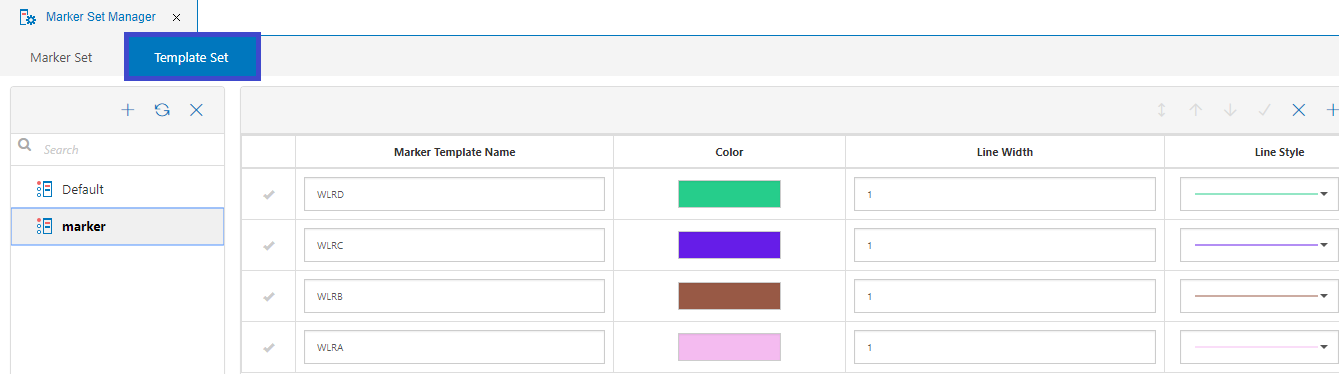 Marker Set Manager
Marker Set
Template Set
Search
Default
marker
Marker Template Name Color Line Width Line Style
WLRD 1
WLRC 1
WLRB 1
WLRA 1